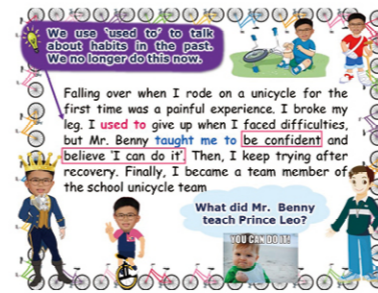 We use 'used to' to talk
about habits in the past.
We no longer do this now.
Falling over when I rode on a unicycle for the
first time was a painful experience. I broke my
leg. I used to give up when I faced difficulties,
but Mr. Benny taught me to be confident and
believe 'I can do it'. Then, I keep trying after
recovery. Finally, I became a team member of
the school unicycle team
What did Mr. Benny
teach Prince Leo?
YOU CAN DO IT!